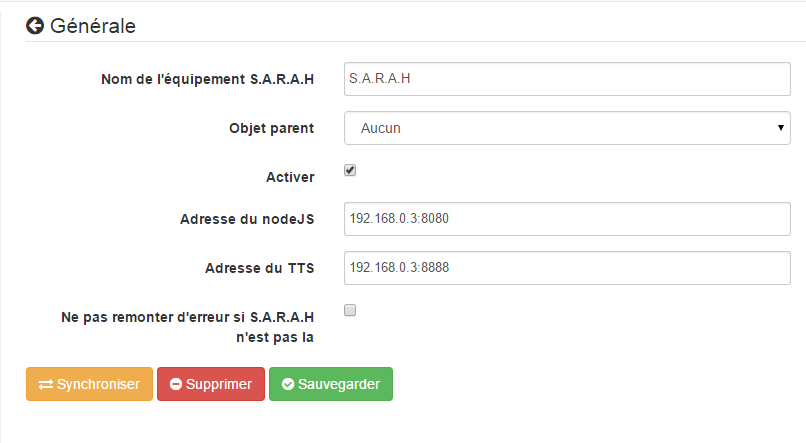 Générale
Nom de l'équipement S.A.R.A.H
S.A.R.A.H
Objet parent
Aucun
Activer
Adresse du nodeJS
192.168.0.3:8080
Adresse du TTS
192.168.0.3:8888
Ne pas remonter d'erreur si S.A.R.A.H
n'est pas la
Synchroniser
Supprimer
Sauvegarder